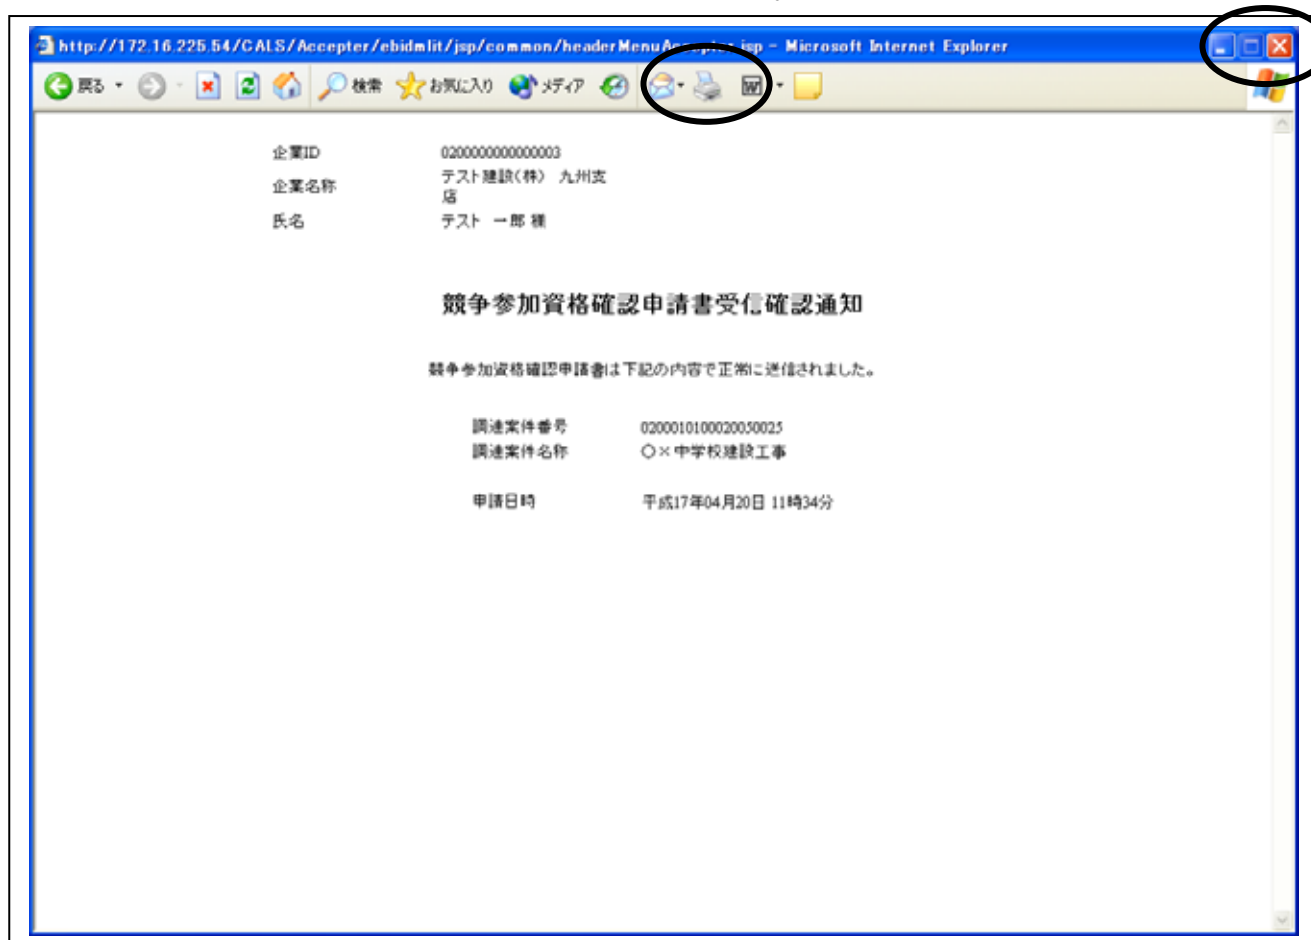 http://172.16.225.54/CALS/Accepter/ebidmlit/jsp/common/headerMenuAccepter.jsp - Microsoft Internet Explorer
戻る 検索 お気に入り メディア
企業ID 0200000000000003
企業名称 テスト建設(株) 九州支
店
氏名 テスト 一郎 様
競争参加資格確認申請書受信確認通知
競争参加資格確認申請書は下記の内容で正常に送信されました。
調達案件番号 0200010100020050025
調達案件名称 ○×中学校建設工事
申請日時 平成17年04月20日 11時34分